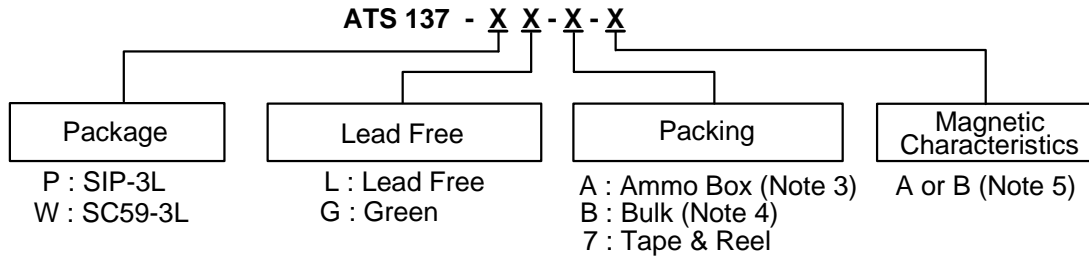 ATS 137 - X X - X - X
Package
Lead Free
Packing
Magnetic
Characteristics
P : SIP-3L
W : SC59-3L
L : Lead Free
G : Green
A : Ammo Box (Note 3)
B : Bulk (Note 4)
7 : Tape & Reel
A or B (Note 5)